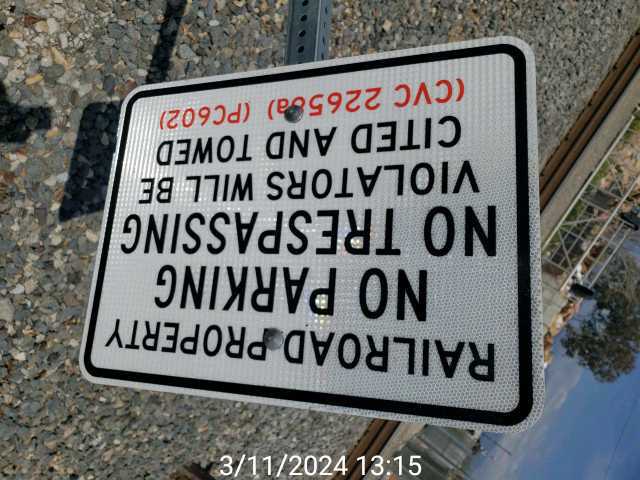 RAILROAD PROPERTY
NO PARKING
NO TRESPASSING
VIOLATORS WILL BE
CITED AND TOWED
(CVC 22656a) (PC602)
3/11/2024 13:15